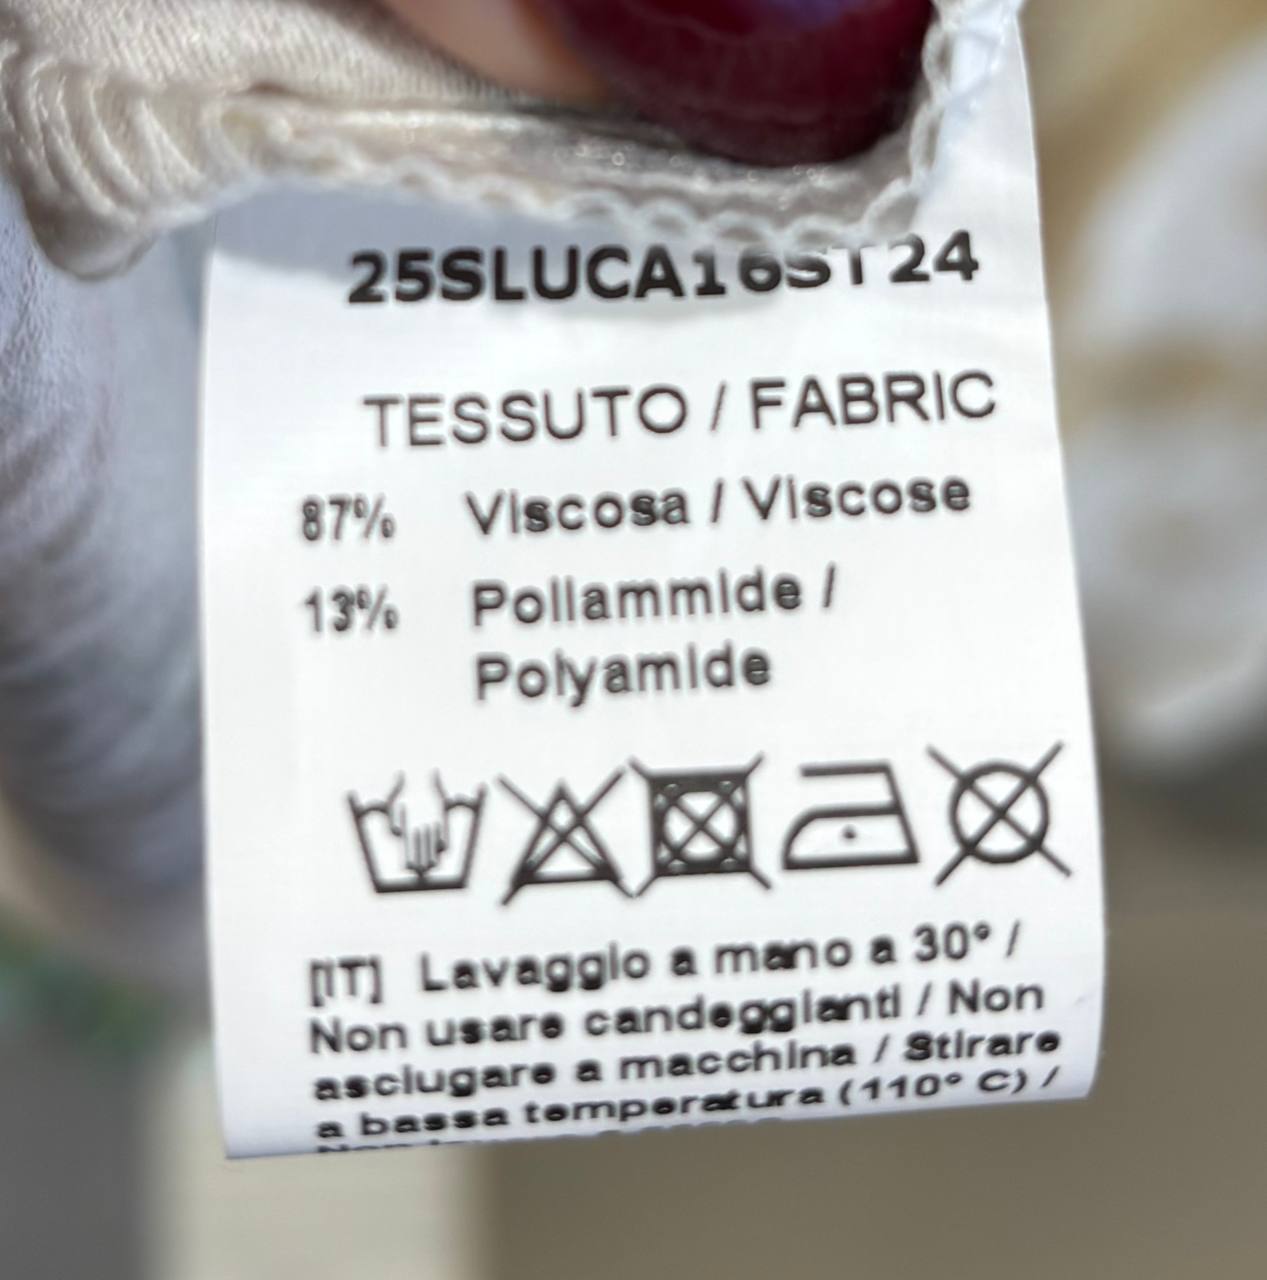 25SLUCA16ST24
TESSUTO / FABRIC
87% Viscosa / Viscose
13% Poliammide /
Polyamide
[IT] Lavaggio a mano a 30° /
Non usare candeggianti / Non
asciugare a macchina / Stirare
a bassa temperatura (110° C) /
Non